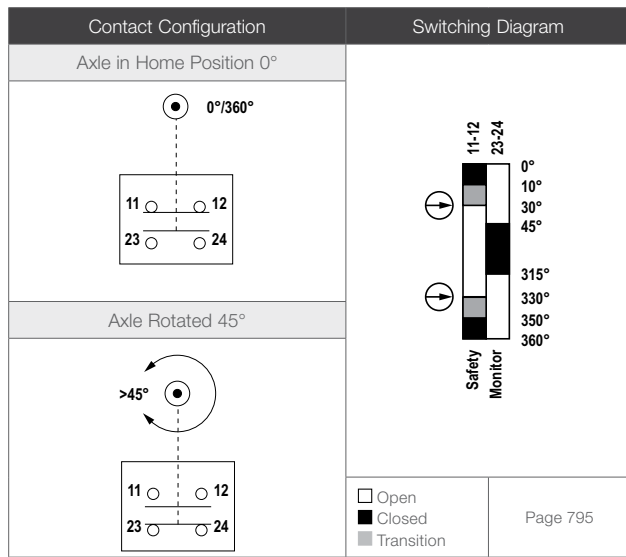 Contact Configuration
Axle in Home Position 0°
0°/360°
11
12
23
24
Axle Rotated 45°
>45°
11
12
23
24
Switching Diagram
11-12
23-24
0°
10°
30°
45°
315°
330°
350°
360°
Safety
Monitor
Open
Closed
Transition
Page 795